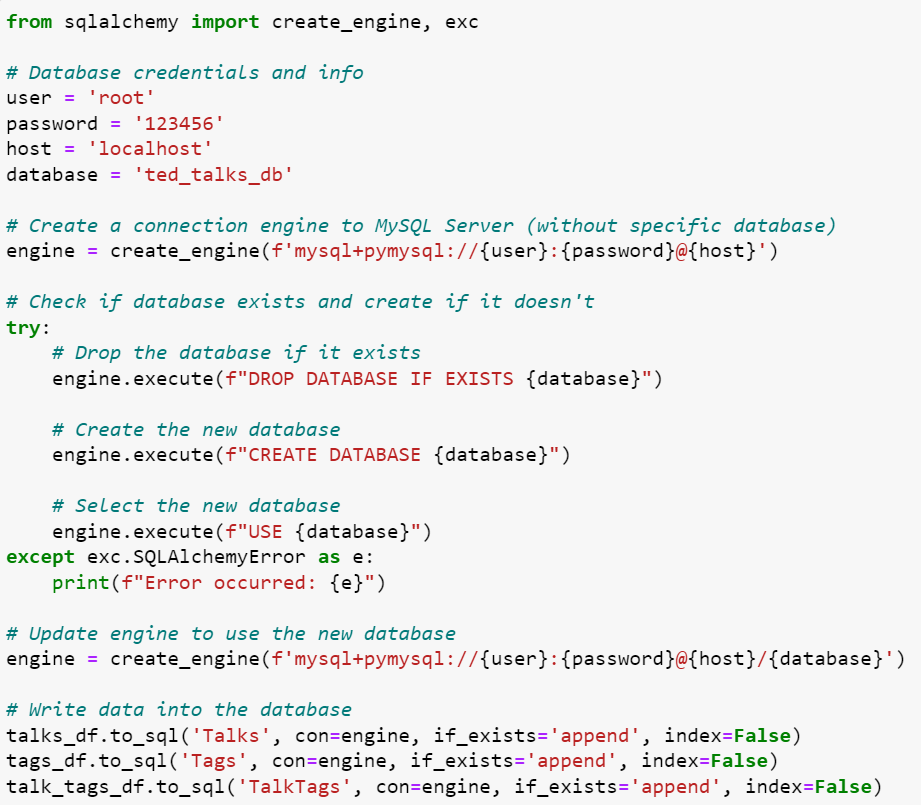 from sqlalchemy import create_engine, exc
# Database credentials and info
user = 'root'
password = '123456'
host = 'localhost'
database = 'ted_talks_db'
# Create a connection engine to MySQL Server (without specific database)
engine = create_engine(f'mysql+pymysql://{user}:{password}@{host}')
# Check if database exists and create if it doesn't
try:
    # Drop the database if it exists
    engine.execute(f"DROP DATABASE IF EXISTS {database}")
    # Create the new database
    engine.execute(f"CREATE DATABASE {database}")
    # Select the new database
    engine.execute(f"USE {database}")
except exc.SQLAlchemyError as e:
    print(f"Error occurred: {e}")
# Update engine to use the new database
engine = create_engine(f'mysql+pymysql://{user}:{password}@{host}/{database}')
# Write data into the database
talks_df.to_sql('Talks', con=engine, if_exists='append', index=False)
tags_df.to_sql('Tags', con=engine, if_exists='append', index=False)
talk_tags_df.to_sql('TalkTags', con=engine, if_exists='append', index=False)